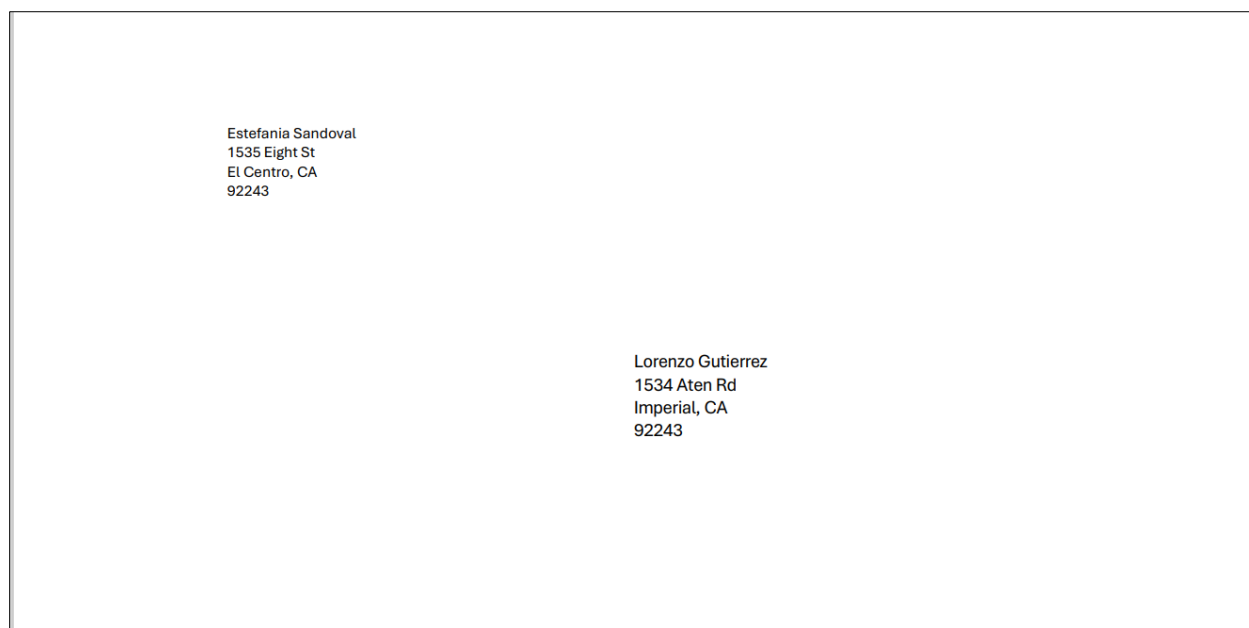 Estefania Sandoval
1535 Eight St
El Centro, CA
92243
Lorenzo Gutierrez
1534 Aten Rd
Imperial, CA
92243